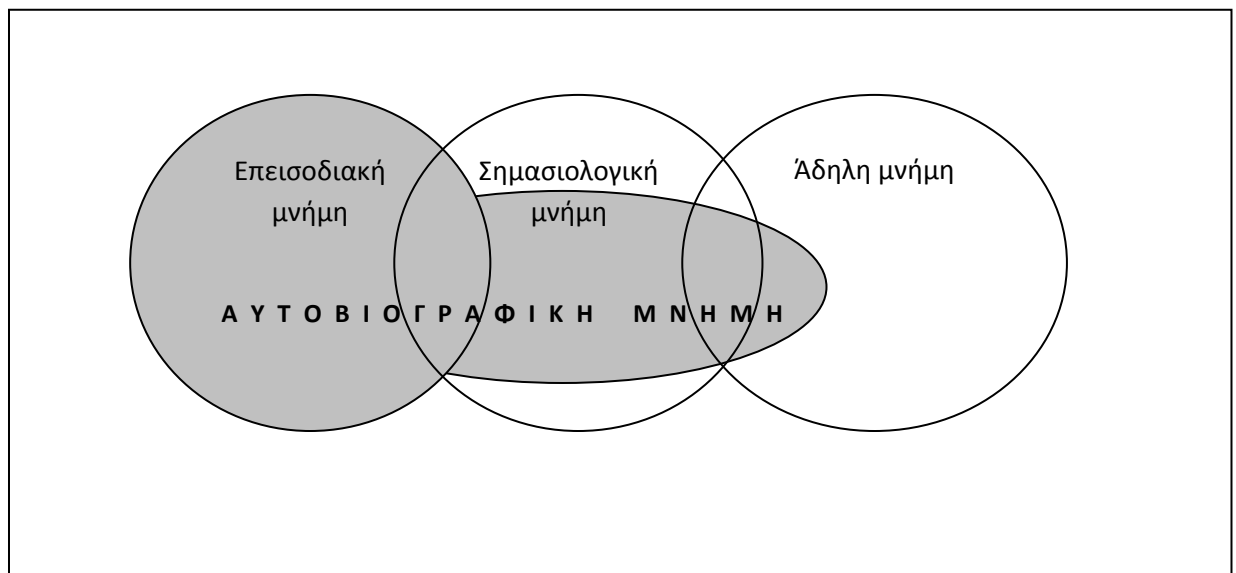 Επεισοδιακή
μνήμη
Σημασιολογική
μνήμη
Άδηλη μνήμη
Α Υ Τ Ο Β Ι Ο Γ Ρ Α Φ Ι Κ Η Μ Ν Η Μ Η